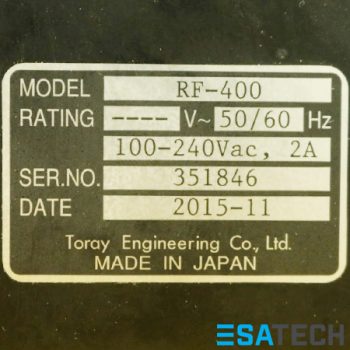 MODEL RF-400
RATING ---- V~ 50/60 Hz
100-240Vac, 2A
SER.NO. 351846
DATE 2015-11
Toray Engineering Co., Ltd.
MADE IN JAPAN
ESATECH